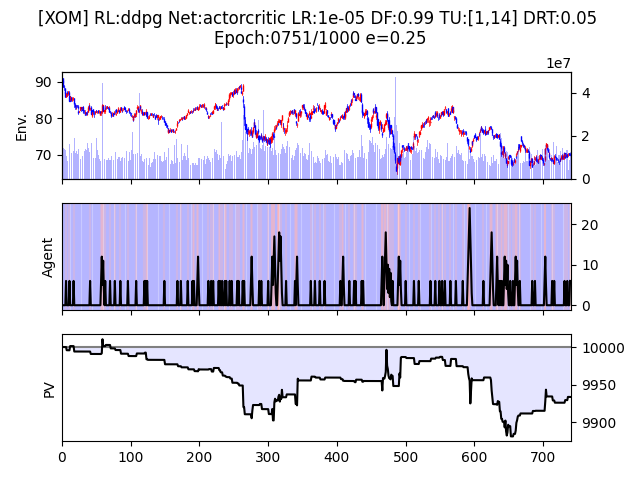 [XOM] RL:ddpg Net:actorcritic LR:1e-05 DF:0.99 TU:[1,14] DRT:0.05
Epoch:0751/1000 e=0.25
1e7
90
80
70
Env.
4
2
0
Agent
20
10
0
PV
10000
9950
9900
0 100 200 300 400 500 600 700